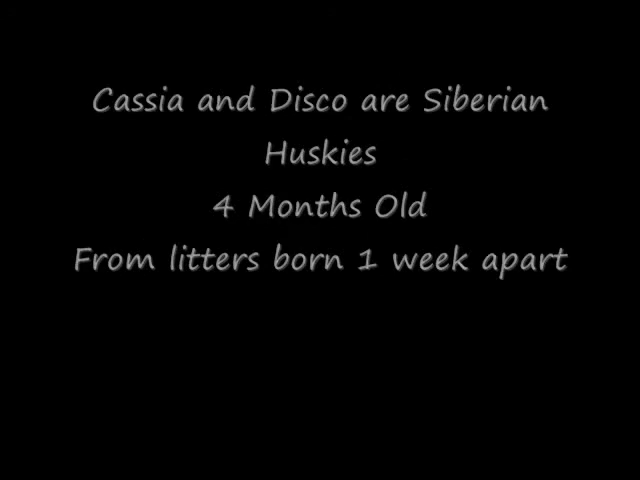 Cassia and Disco are Siberian
Huskies
4 Months Old
From litters born 1 week apart